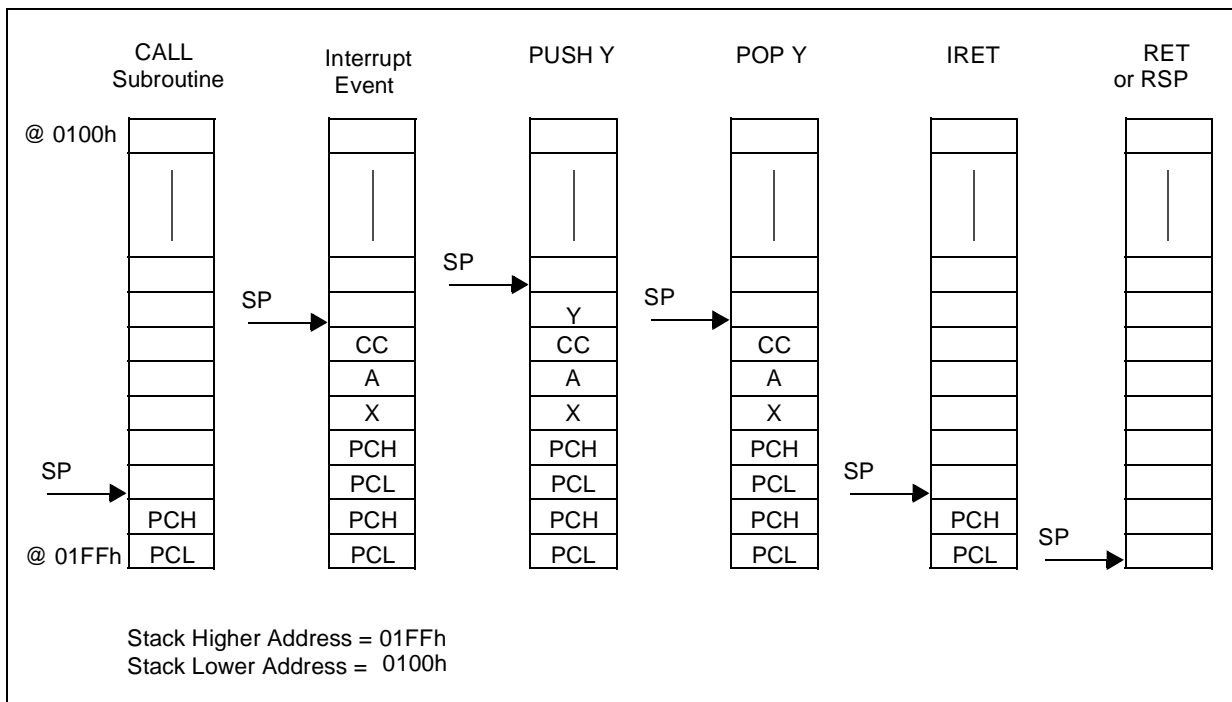 CALL
Subroutine
Interrupt
Event
PUSH Y
POP Y
IRET
RET
or RSP
@ 0100h
SP
PCH
@ 01FFh PCL
SP
CC
A
X
PCH
PCL
PCH
PCL
SP
Y
CC
A
X
PCH
PCL
PCH
PCL
SP
CC
A
X
PCH
PCL
PCH
PCL
SP
PCH
PCL
SP
Stack Higher Address = 01FFh
Stack Lower Address = 0100h